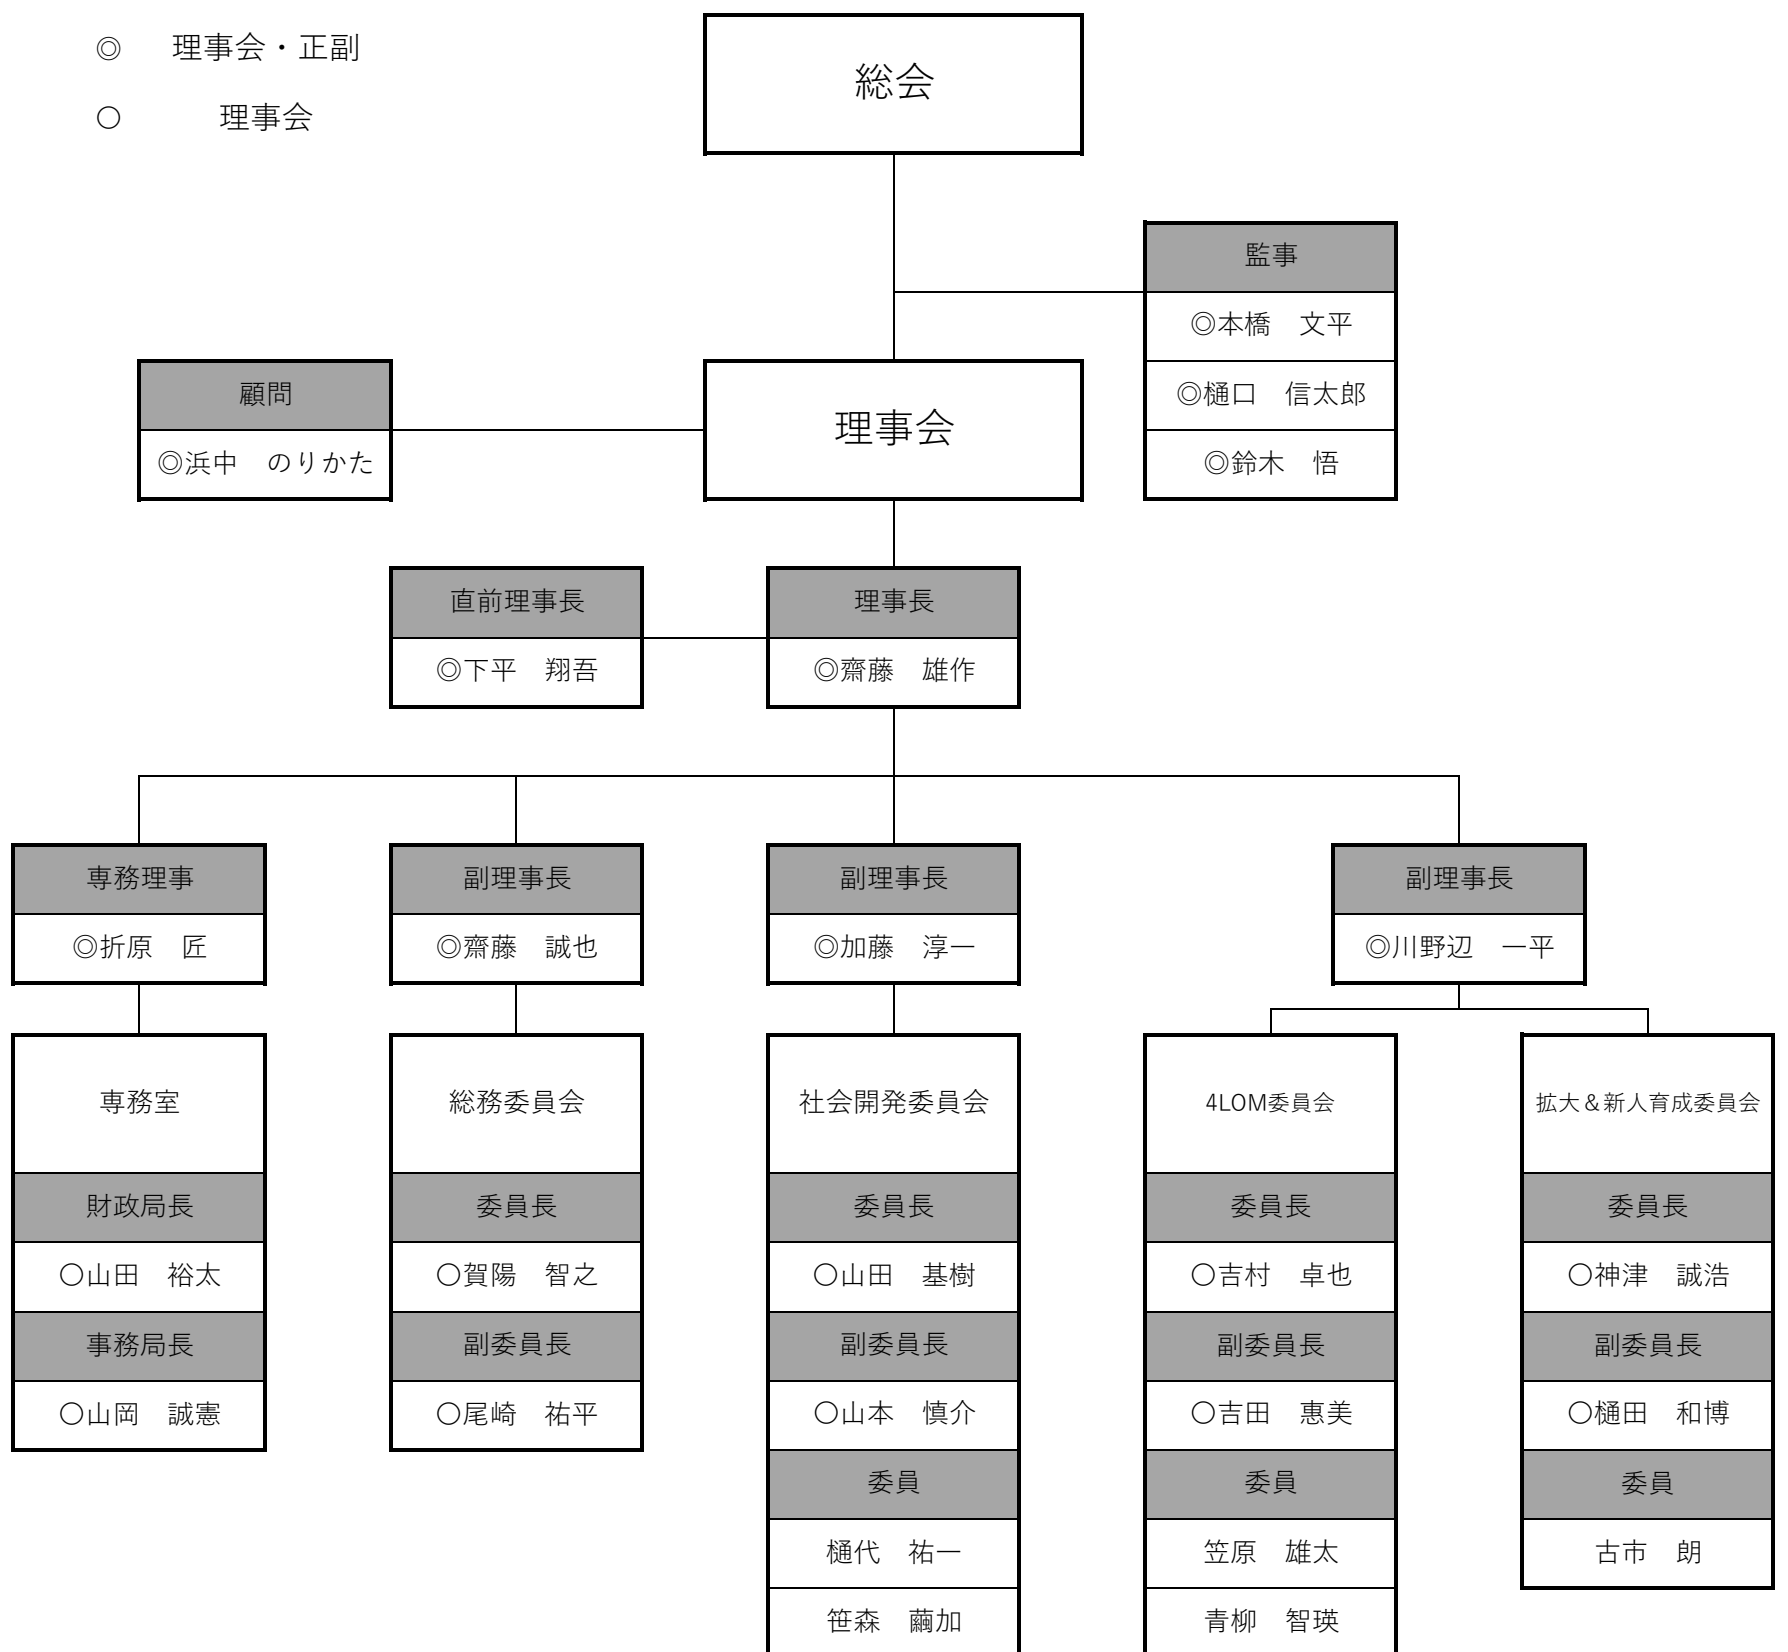 ◎　理事会・正副
〇　理事会
総会
監事
◎本橋　文平
◎樋口　信太郎
◎鈴木　悟
顧問
◎浜中　のりかた
理事会
直前理事長
◎下平　翔吾
理事長
◎齋藤　雄作
専務理事
◎折原　匠
副理事長
◎齋藤　誠也
副理事長
◎加藤　淳一
副理事長
◎川野辺　一平
専務室
財政局長
〇山田　裕太
事務局長
〇山岡　誠憲
総務委員会
委員長
〇賀陽　智之
副委員長
〇尾崎　祐平
社会開発委員会
委員長
〇山田　基樹
副委員長
〇山本　慎介
委員
樋代　祐一
笹森　繭加
4LOM委員会
委員長
〇吉村　卓也
副委員長
〇吉田　惠美
委員
笠原　雄太
青柳　智瑛
拡大＆新人育成委員会
委員長
〇神津　誠浩
副委員長
〇樋田　和博
委員
古市　朗